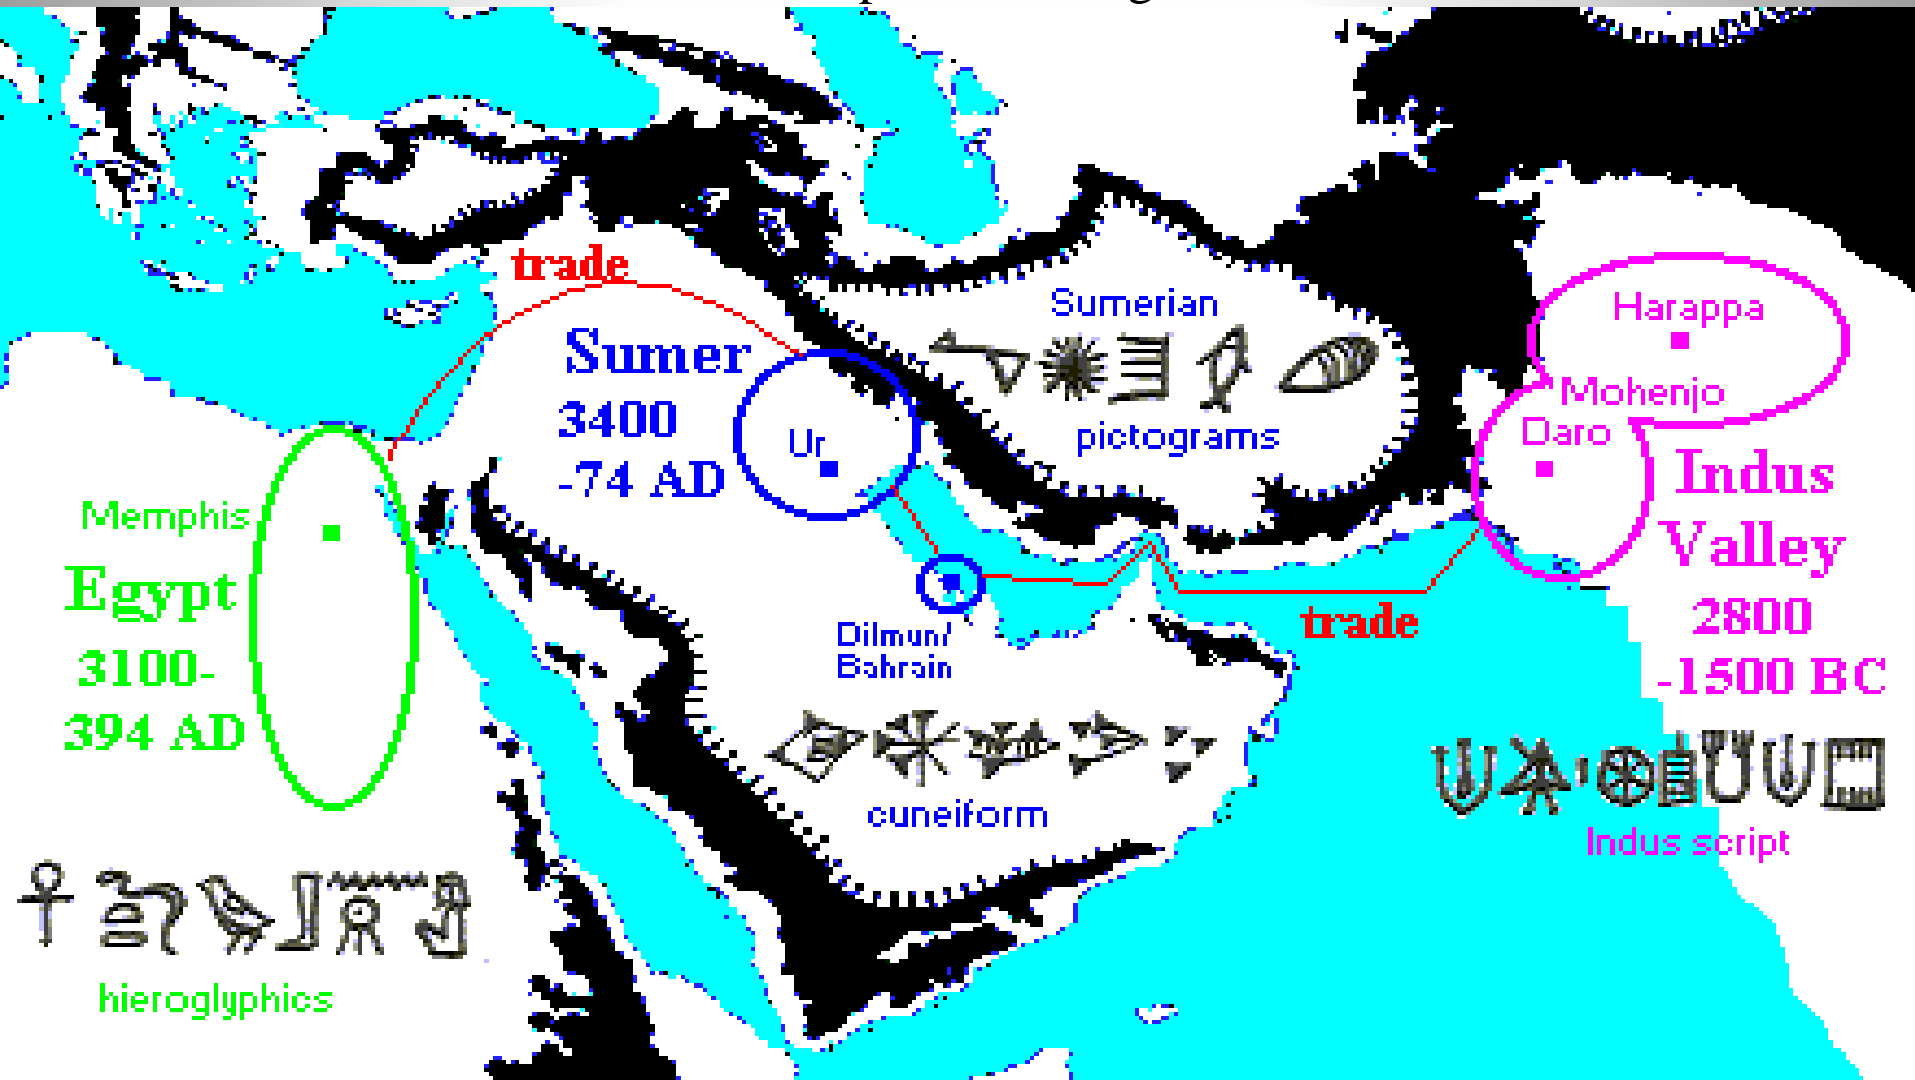 trade
Sumerian
Sumer
3400
-74 AD
Ur
pictograms
Harappa
Mohenjo
Daro
Indus
Valley
2800
-1500 BC
Memphis
Egypt
3100-
394 AD
trade
Dilmun/
Bahrain
cuneiform
Indus script
hieroglyphics